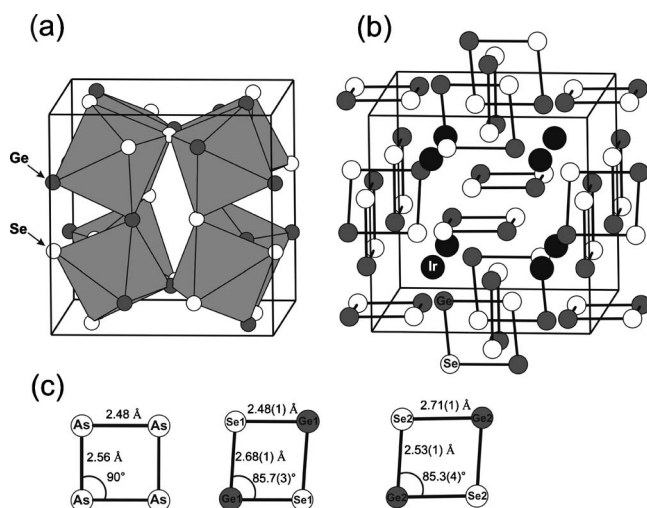 (a)
(b)
Ge
Se
Ir
Ge
Se
(c)
As 2.48 Å As
2.56 Å
90°
As As
2.48(1) Å
Se1 Ge1
2.68(1) Å
85.7(3)°
Ge1 Se1
2.71(1) Å
Se2 Ge2
2.53(1) Å
85.3(4)°
Ge2 Se2